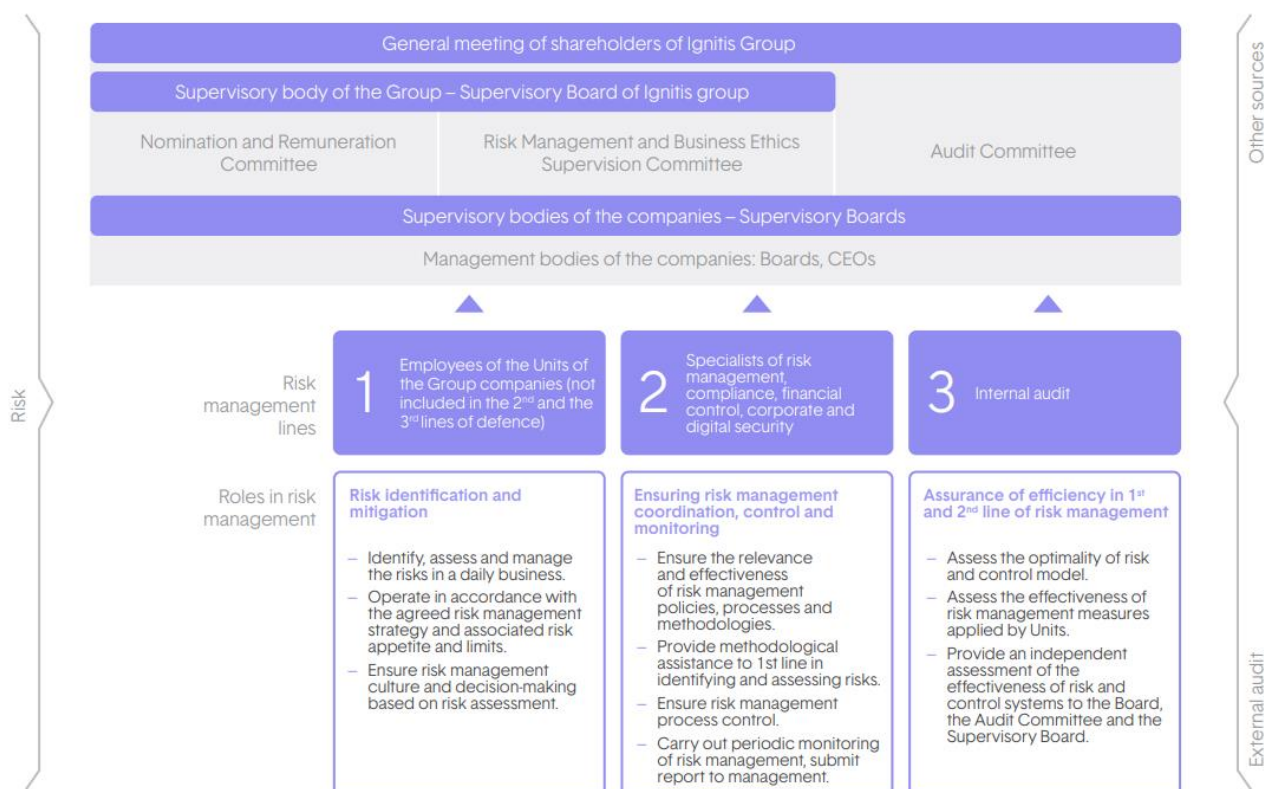 General meeting of shareholders of Ignitis Group
Supervisory body of the Group – Supervisory Board of Ignitis group
Nomination and Remuneration
Committee
Risk Management and Business Ethics
Supervision Committee
Audit Committee
Supervisory bodies of the companies – Supervisory Boards
Management bodies of the companies: Boards, CEOs
Risk
Other sources
External audit
Risk
management
lines
1
Employees of the Units of
the Group companies (not
included in the 2nd and the
3rd lines of defence)
2
Specialists of risk
management,
compliance, financial
control, corporate and
digital security
3
Internal audit
Roles in risk
management
Risk identification and
mitigation
– Identify, assess and manage
the risks in a daily business.
– Operate in accordance with
the agreed risk management
strategy and associated risk
appetite and limits.
– Ensure risk management
culture and decision-making
based on risk assessment.
Ensuring risk management
coordination, control and
monitoring
– Ensure the relevance
and effectiveness
of risk management
policies, processes and
methodologies.
– Provide methodological
assistance to 1st line in
identifying and assessing risks.
– Ensure risk management
process control.
– Carry out periodic monitoring
of risk management, submit
report to management.
Assurance of efficiency in 1st
and 2nd line of risk management
– Assess the optimality of risk
and control model.
– Assess the effectiveness of
risk management measures
applied by Units.
– Provide an independent
assessment of the
effectiveness of risk and
control systems to the Board,
the Audit Committee and the
Supervisory Board.